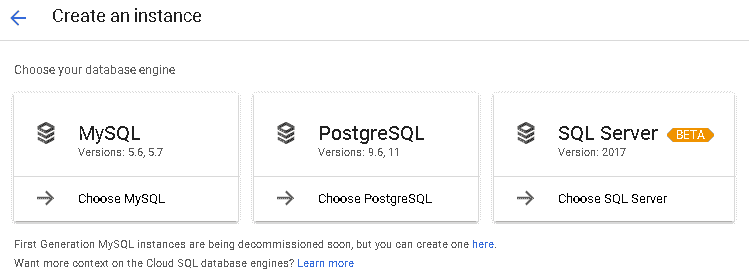 Create an instance
Choose your database engine
MySQL
Versions: 5.6, 5.7
Choose MySQL
PostgreSQL
Versions: 9.6, 11
Choose PostgreSQL
SQL Server BETA
Version: 2017
Choose SQL Server
First Generation MySQL instances are being decommissioned soon, but you can create one here.
Want more context on the Cloud SQL database engines? Learn more